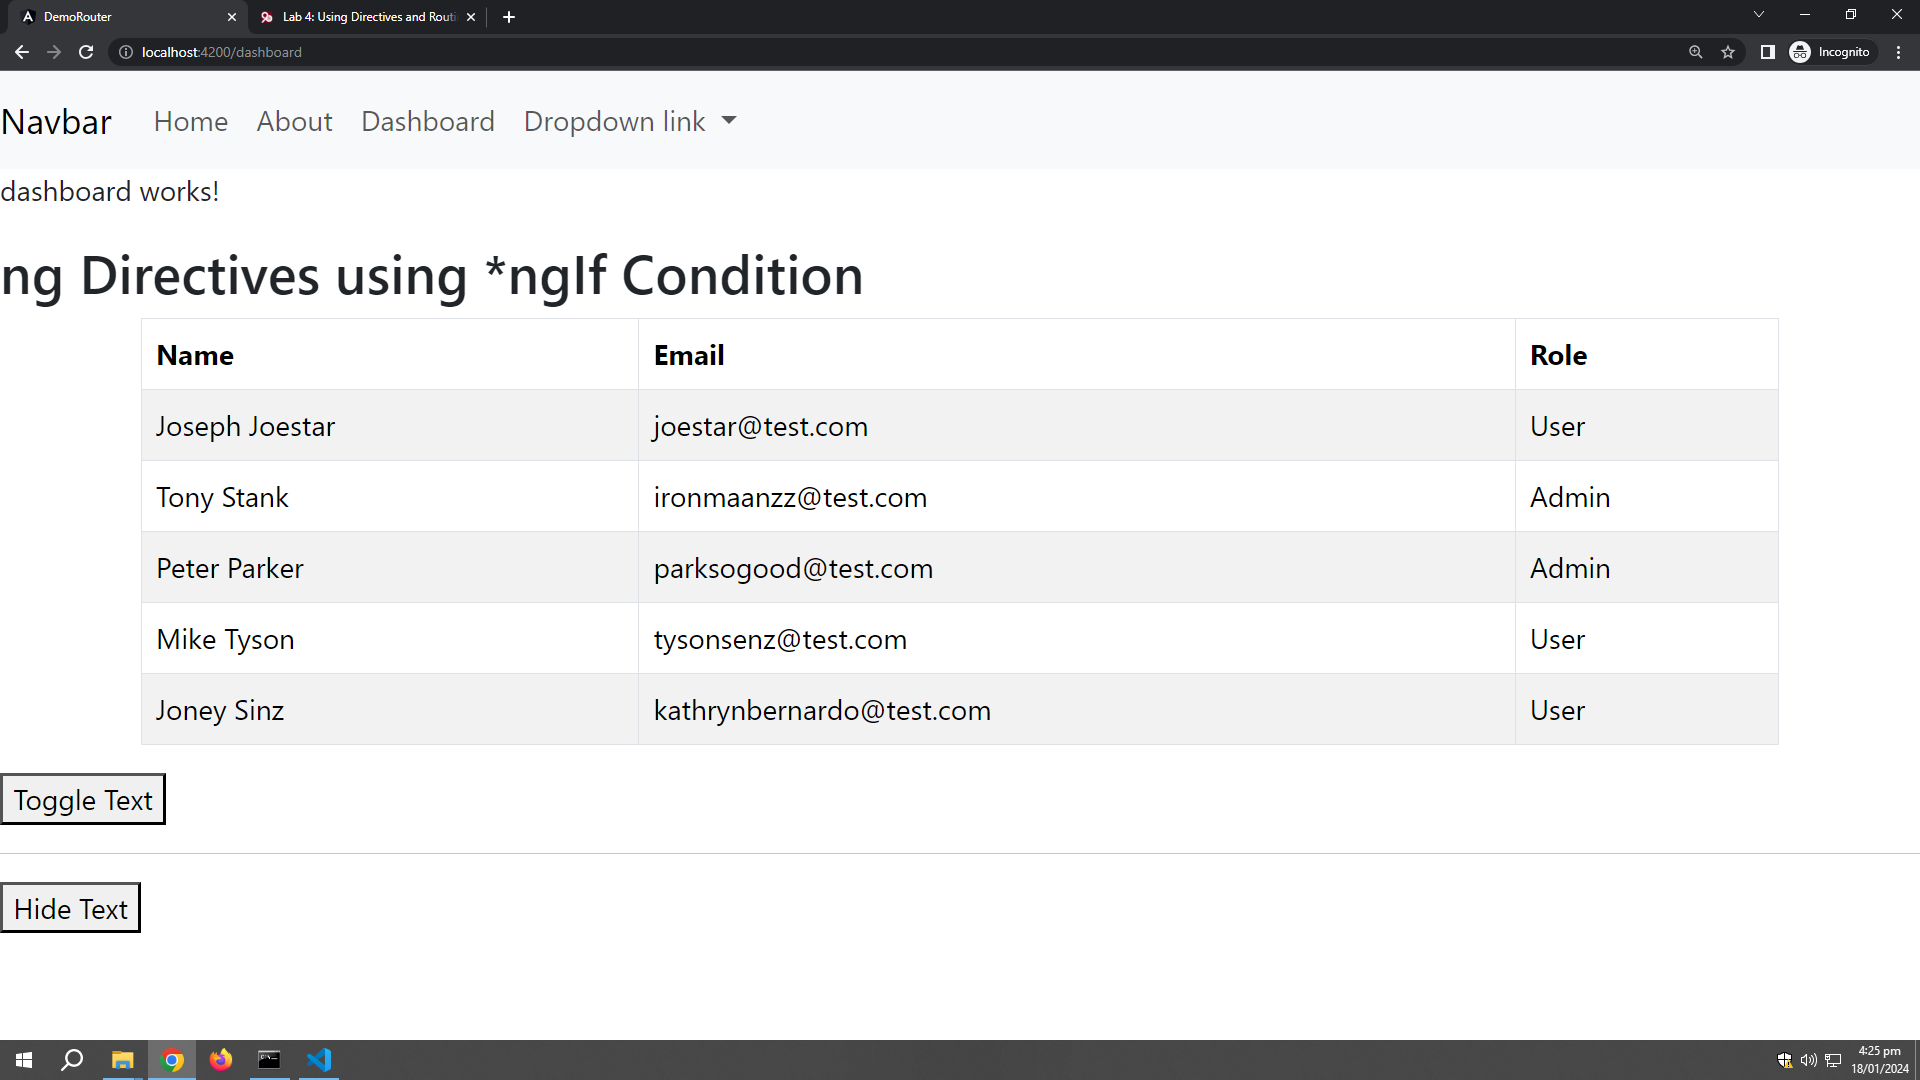 DemoRouter
Lab 4: Using Directives and Routi
localhost:4200/dashboard
Incognito
Navbar Home About Dashboard Dropdown link
dashboard works!
ng Directives using *ngIf Condition
Name Email Role
Joseph Joestar joestar@test.com User
Tony Stank ironmaanzz@test.com Admin
Peter Parker parksogood@test.com Admin
Mike Tyson tysonsenz@test.com User
Joney Sinz kathrynbernardo@test.com User
Toggle Text
Hide Text
4:25 pm
18/01/2024